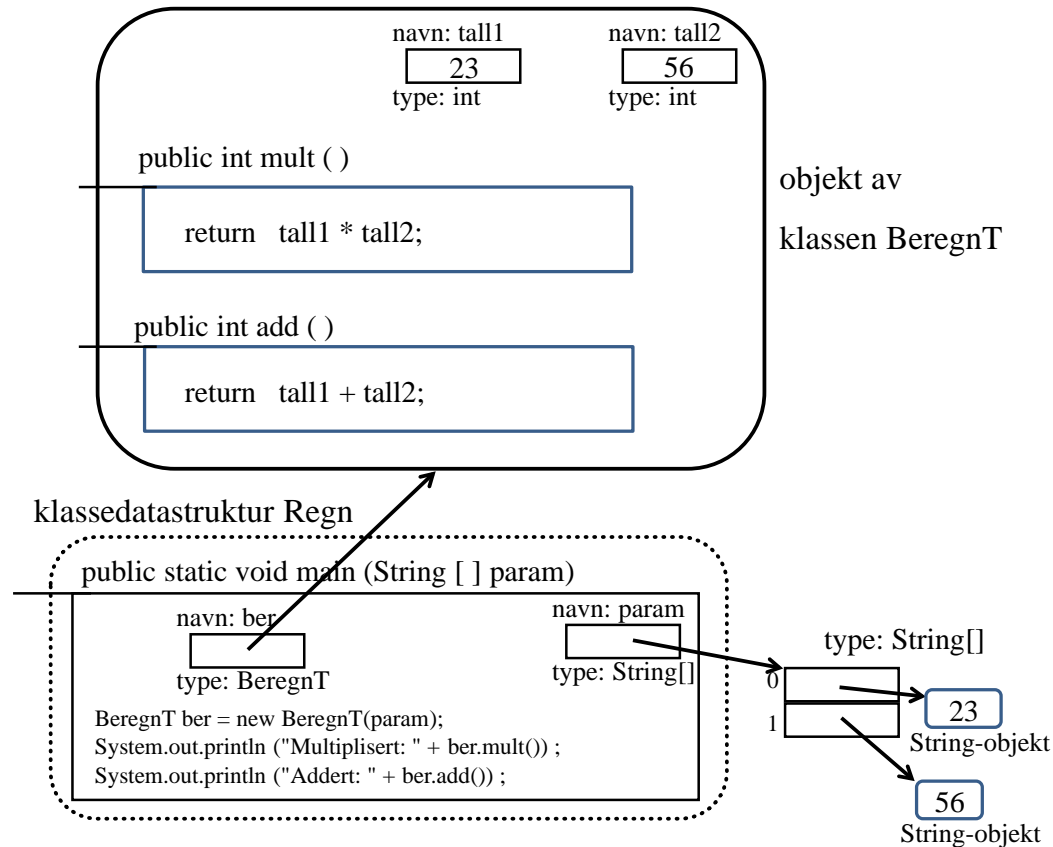 navn: tall1
23
type: int
navn: tall2
56
type: int
public int mult ( )
return tall1 * tall2;
objekt av
klassen BeregnT
public int add ( )
return tall1 + tall2;
klassedatastruktur Regn
public static void main (String [ ] param)
navn: ber
type: BeregnT
navn: param
type: String[]
BeregnT ber = new BeregnT(param);
System.out.println ("Multiplisert: " + ber.mult()) ;
System.out.println ("Addert: " + ber.add()) ;
type: String[]
0
1
23
String-objekt
56
String-objekt